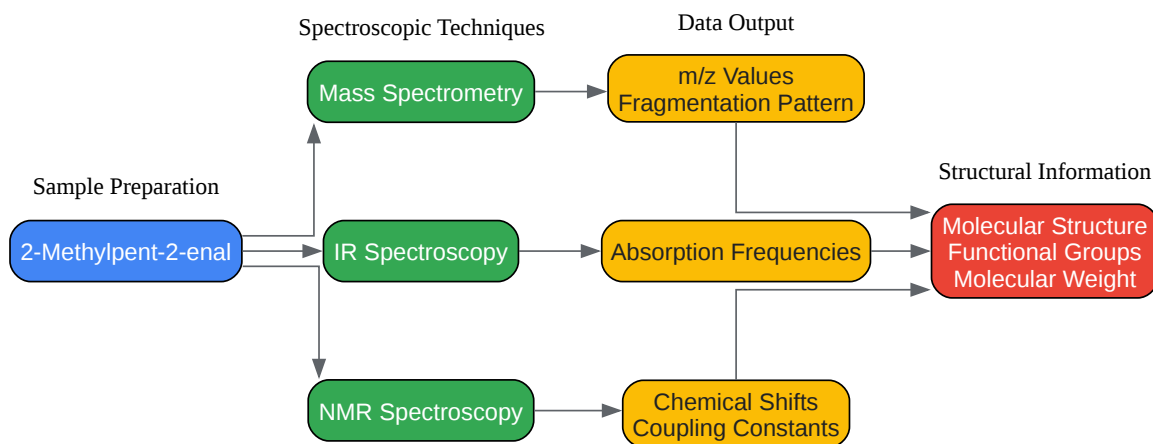 Spectroscopic Techniques
Data Output
Mass Spectrometry
m/z Values
Fragmentation Pattern
Sample Preparation
Structural Information
2-Methylpent-2-enal
IR Spectroscopy
Absorption Frequencies
Molecular Structure
Functional Groups
Molecular Weight
NMR Spectroscopy
Chemical Shifts
Coupling Constants